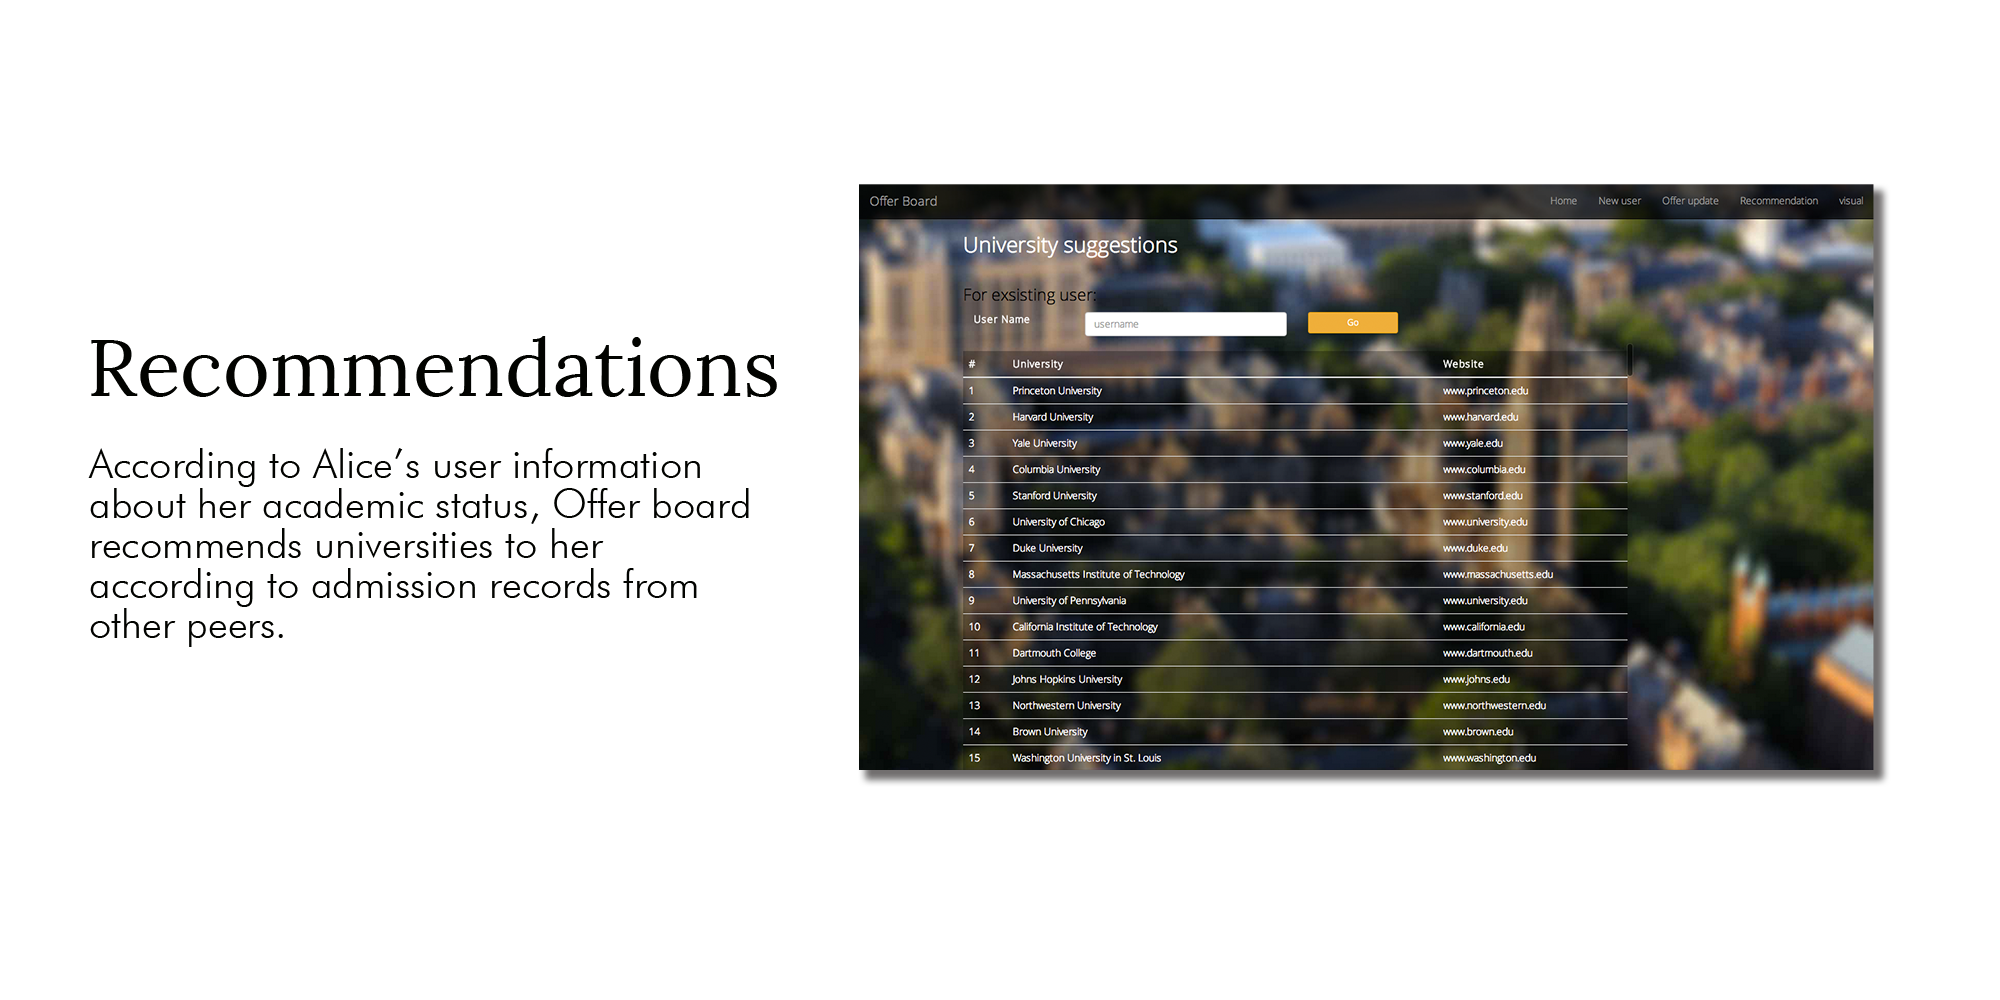 Recommendations
According to Alice’s user information
about her academic status, Offer board
recommends universities to her
according to admission records from
other peers.
Offer Board Home New user Offer update Recommendation visual
University suggestions
For exsisting user:
User Name username Go
# University Website
1 Princeton University www.princeton.edu
2 Harvard University www.harvard.edu
3 Yale University www.yale.edu
4 Columbia University www.columbia.edu
5 Stanford University www.stanford.edu
6 University of Chicago www.university.edu
7 Duke University www.duke.edu
8 Massachusetts Institute of Technology www.massachusetts.edu
9 University of Pennsylvania www.university.edu
10 California Institute of Technology www.california.edu
11 Dartmouth College www.dartmouth.edu
12 Johns Hopkins University www.johns.edu
13 Northwestern University www.northwestern.edu
14 Brown University www.brown.edu
15 Washington University in St. Louis www.washington.edu